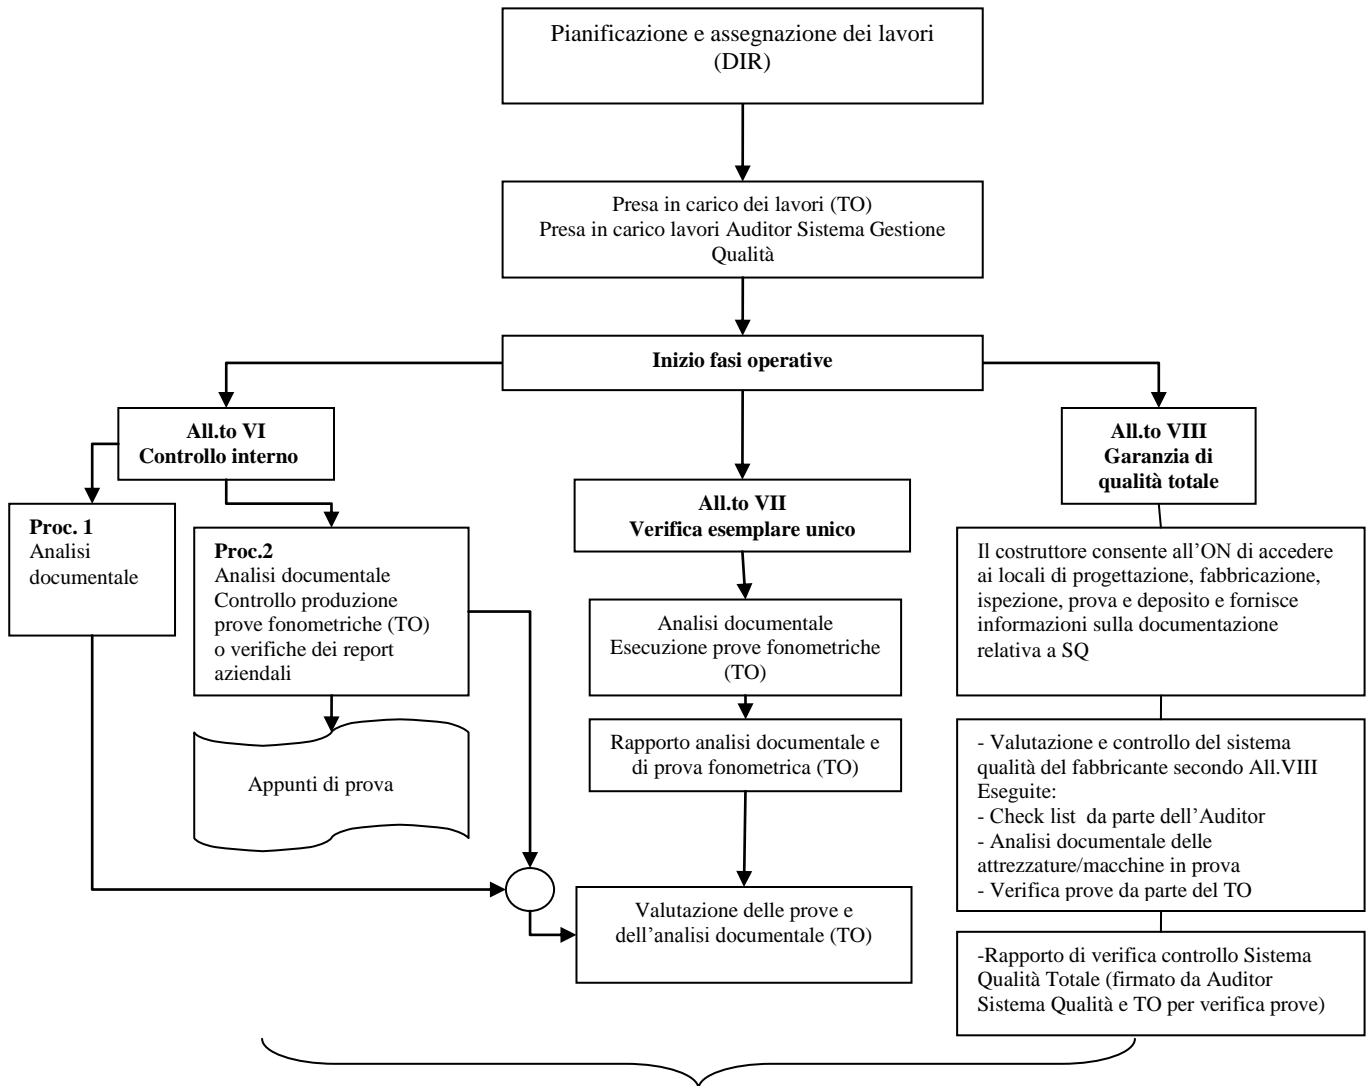 Pianificazione e assegnazione dei lavori
(DIR)
Presa in carico dei lavori (TO)
Presa in carico lavori Auditor Sistema Gestione
Qualità
Inizio fasi operative
All.to VI
Controllo interno
All.to VIII
Garanzia di
qualità totale
All.to VII
Verifica esemplare unico
Proc. 1
Analisi
documentale
Proc.2
Analisi documentale
Controllo produzione
prove fonometriche (TO)
o verifiche dei report
aziendali
Il costruttore consente all’ON di accedere
ai locali di progettazione, fabbricazione,
ispezione, prova e deposito e fornisce
informazioni sulla documentazione
relativa a SQ
Analisi documentale
Esecuzione prove fonometriche
(TO)
Rapporto analisi documentale e
di prova fonometrica (TO)
Appunti di prova
- Valutazione e controllo del sistema
qualità del fabbricante secondo All.VIII
Eseguite:
- Check list da parte dell’Auditor
- Analisi documentale delle
attrezzature/macchine in prova
- Verifica prove da parte del TO
Valutazione delle prove e
dell’analisi documentale (TO)
-Rapporto di verifica controllo Sistema
Qualità Totale (firmato da Auditor
Sistema Qualità e TO per verifica prove)